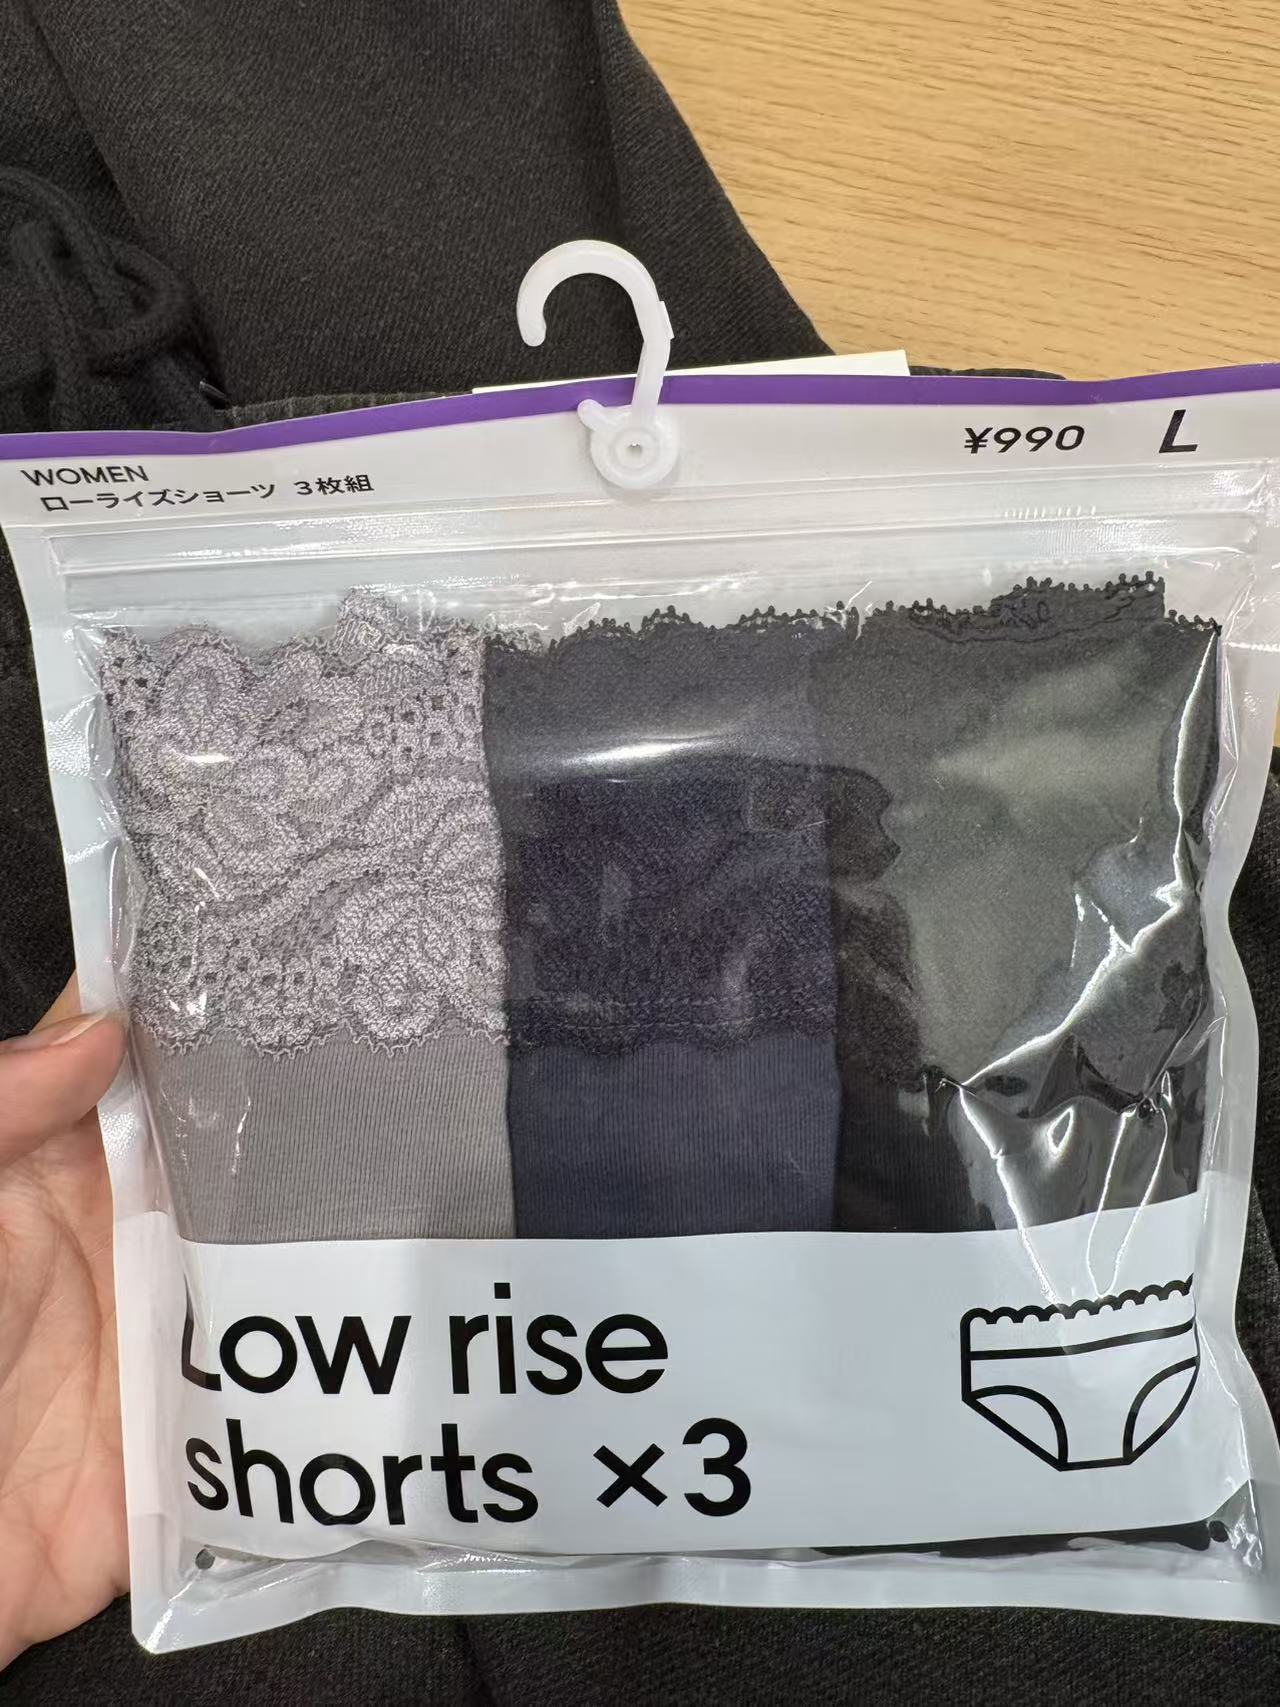 WOMEN
ローライズショーツ 3枚組
¥990 L
Low rise
shorts ×3